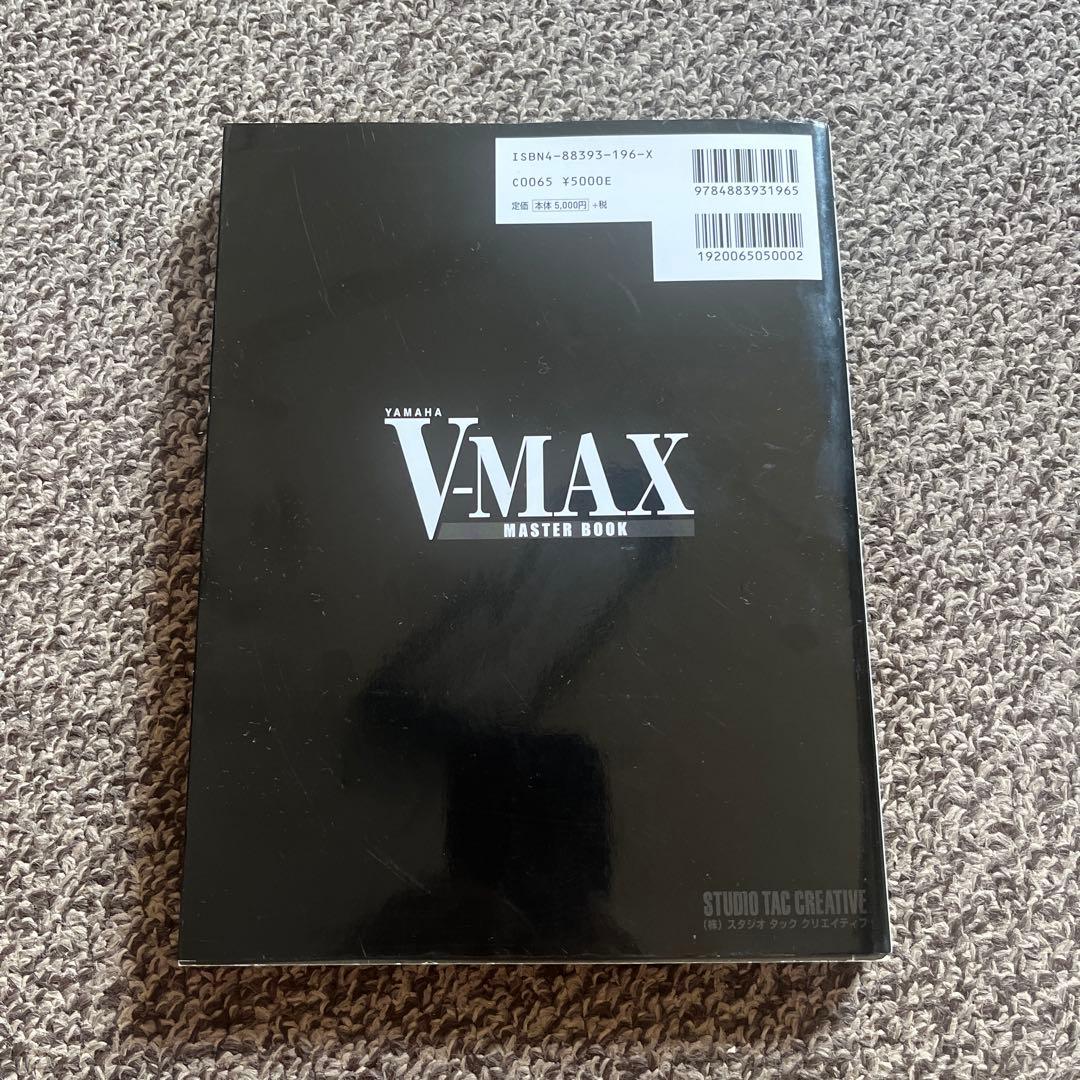 ISBN4-88393-196-X
C0065 ¥5000E
定価 本体 5,000円 +税
9784883931965
1920065050002
YAMAHA
V-MAX
MASTER BOOK
STUDIO TAC CREATIVE
(株)スタジオ タック クリエイティブ